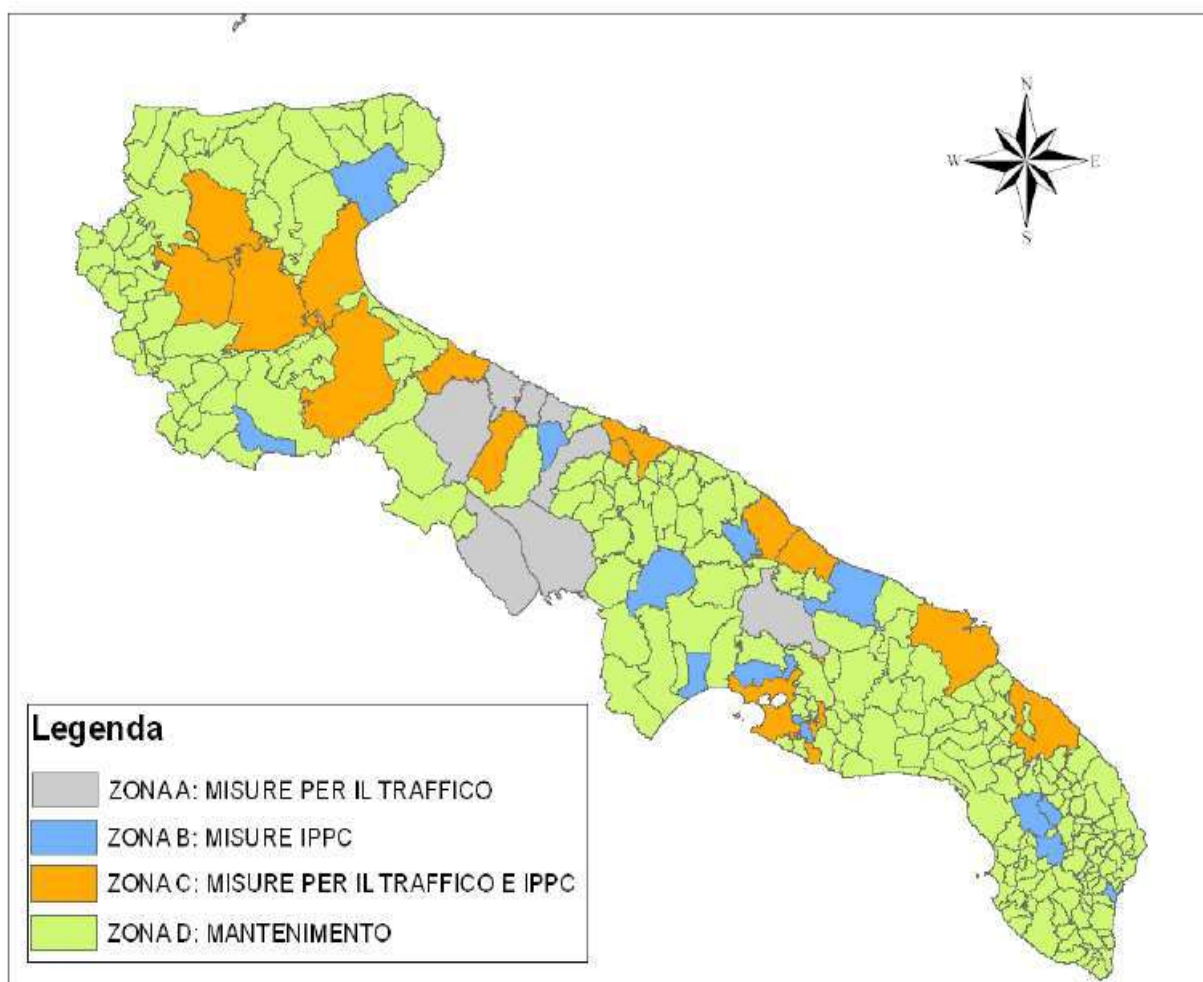 N
W E
S
Legenda
ZONA A: MISURE PER IL TRAFFICO
ZONA B: MISURE IPPC
ZONA C: MISURE PER IL TRAFFICO E IPPC
ZONA D: MANTENIMENTO